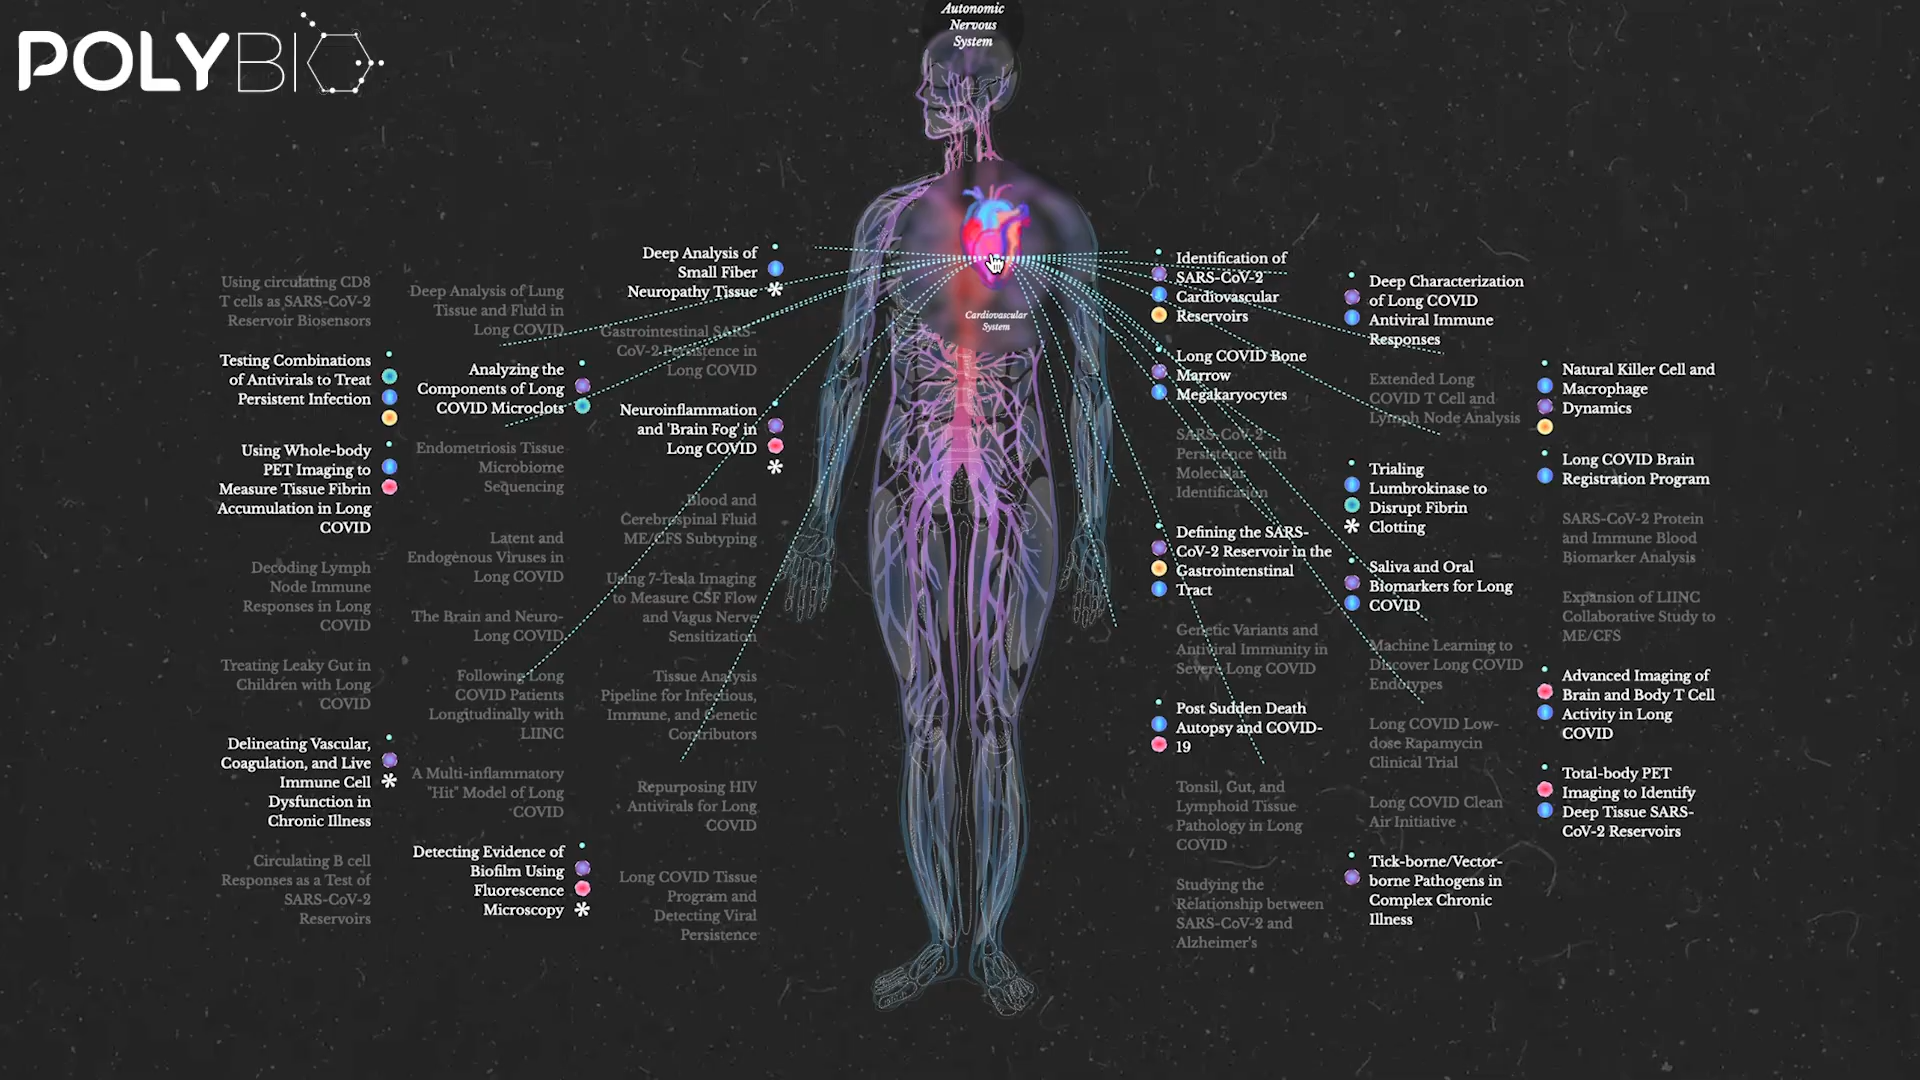 POLYBIO
Autonomic
Nervous
System
Cardiovascular
System
Using circulating CD8
T cells as SARS-CoV-2
Reservoir Biosensors
Testing Combinations
of Antivirals to Treat
Persistent Infection
Using Whole-body
PET Imaging to
Measure Tissue Fibrin
Accumulation in Long
COVID
Decoding Lymph
Node Immune
Responses in Long
COVID
Treating Leaky Gut in
Children with Long
COVID
Delineating Vascular,
Coagulation, and Live
Immune Cell
Dysfunction in
Chronic Illness
Circulating B cell
Responses as a Test of
SARS-CoV-2
Reservoirs
Deep Analysis of Lung
Tissue and Fluid in
Long COVID
Analyzing the
Components of Long
COVID Microclots
Endometriosis Tissue
Microbiome
Sequencing
Latent and
Endogenous Viruses in
Long COVID
The Brain and Neuro-
Long COVID
Following Long
COVID Patients
Longitudinally with
LIINC
A Multi-inflammatory
"Hit" Model of Long
COVID
Detecting Evidence of
Biofilm Using
Fluorescence
Microscopy
Deep Analysis of
Small Fiber
Neuropathy Tissue
Gastrointestinal SARS-
CoV-2 Persistence in
Long COVID
Neuroinflammation
and 'Brain Fog' in
Long COVID
Blood and
Cerebrospinal Fluid
ME/CFS Subtyping
Using 7-Tesla Imaging
to Measure CSF Flow
and Vagus Nerve
Sensitization
Tissue Analysis
Pipeline for Infectious,
Immune, and Genetic
Contributors
Repurposing HIV
Antivirals for Long
COVID
Long COVID Tissue
Program and
Detecting Viral
Persistence
Identification of
SARS-CoV-2
Cardiovascular
Reservoirs
Long COVID Bone
Marrow
Megakaryocytes
SARS-CoV-2
Persistence with
Molecular
Identification
Defining the SARS-
CoV-2 Reservoir in the
Gastrointenstinal
Tract
Genetic Variants and
Antiviral Immunity in
Severe Long COVID
Post Sudden Death
Autopsy and COVID-
19
Tonsil, Gut, and
Lymphoid Tissue
Pathology in Long
COVID
Studying the
Relationship between
SARS-CoV-2 and
Alzheimer's
Deep Characterization
of Long COVID
Antiviral Immune
Responses
Extended Long
COVID T Cell and
Lymph Node Analysis
Trialing
Lumbrokinase to
Disrupt Fibrin
Clotting
Saliva and Oral
Biomarkers for Long
COVID
Machine Learning to
Discover Long COVID
Endotypes
Long COVID Low-
dose Rapamycin
Clinical Trial
Long COVID Clean
Air Initiative
Tick-borne/Vector-
borne Pathogens in
Complex Chronic
Illness
Natural Killer Cell and
Macrophage
Dynamics
Long COVID Brain
Registration Program
SARS-CoV-2 Protein
and Immune Blood
Biomarker Analysis
Expansion of LIINC
Collaborative Study to
ME/CFS
Advanced Imaging of
Brain and Body T Cell
Activity in Long
COVID
Total-body PET
Imaging to Identify
Deep Tissue SARS-
CoV-2 Reservoirs